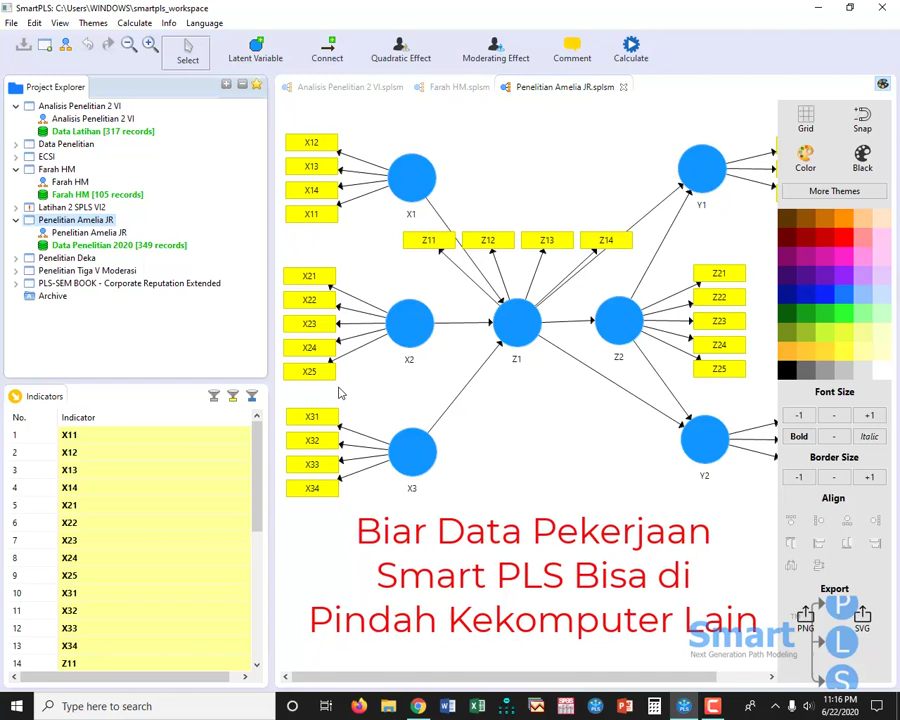 SmartPLS: C:\Users\WINDOWS\smartpls_workspace
File Edit View Themes Calculate Info Language
Select
Latent Variable
Connect
Quadratic Effect
Moderating Effect
Comment
Calculate
Project Explorer
Analisis Penelitian 2 VI
Analisis Penelitian 2 VI
Data Latihan [317 records]
Data Penelitian
ECSI
Farah HM
Farah HM
Farah HM [105 records]
Latihan 2 SPLS VI2
Penelitian Amelia JR
Penelitian Amelia JR
Data Penelitian 2020 [349 records]
Penelitian Deka
Penelitian Tiga V Moderasi
PLS-SEM BOOK - Corporate Reputation Extended
Archive
Indicators
No. Indicator
1 X11
2 X12
3 X13
4 X14
5 X21
6 X22
7 X23
8 X24
9 X25
10 X31
11 X32
12 X33
13 X34
14 Z11
Analisis Penelitian 2 VI.splsm
Farah HM.splsm
Penelitian Amelia JR.splsm
X12
X13
X14
X11
X1
Y1
Z11 Z12 Z13 Z14
X21
X22
X23
X24
X25
X2
Z1
Z2
Z21
Z22
Z23
Z24
Z25
X31
X32
X33
X34
X3
Y2
Biar Data Pekerjaan
Smart PLS Bisa di
Pindah Kekomputer Lain
Smart
Next Generation Path Modeling
P
L
S
Grid Snap
Color Black
More Themes
Font Size
-1 - +1
Bold - Italic
Border Size
-1 - +1
Align
Export
PNG SVG
Type here to search
11:16 PM
6/22/2020